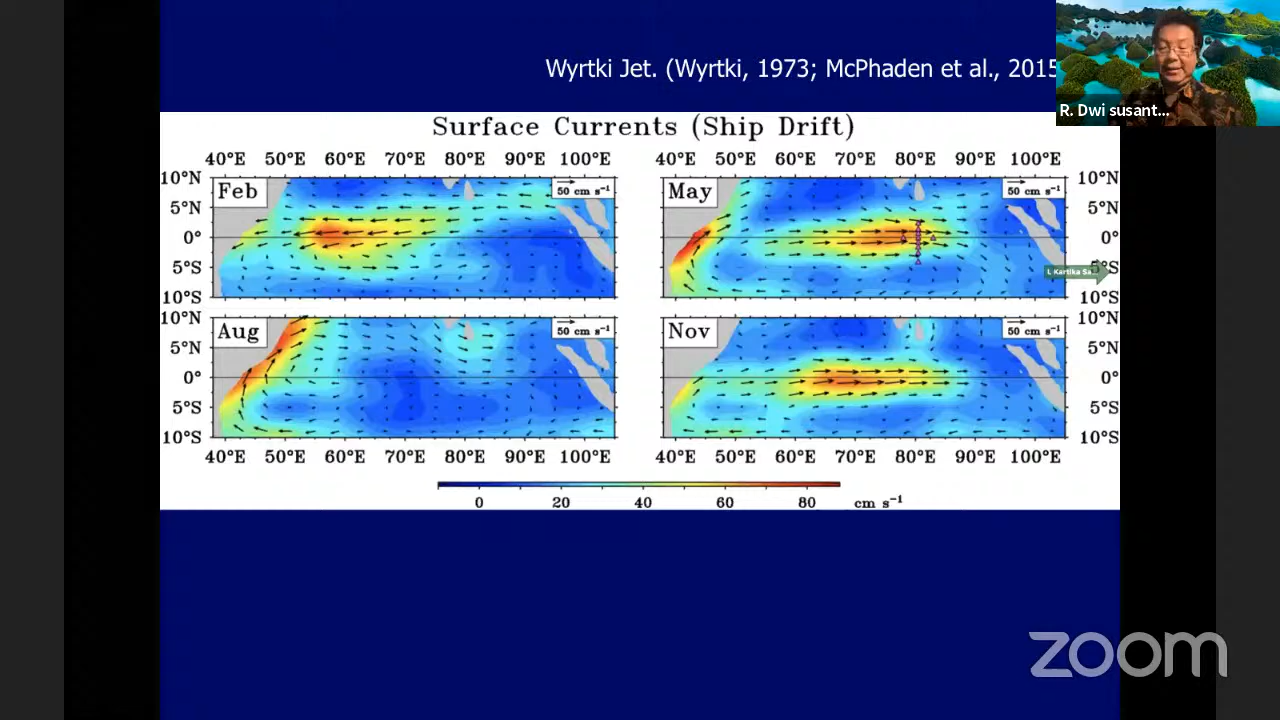 Wyrtki Jet. (Wyrtki, 1973; McPhaden et al., 2015
R. Dwi susant...
Surface Currents (Ship Drift)
40°E 50°E 60°E 70°E 80°E 90°E 100°E
40°E 50°E 60°E 70°E 80°E 90°E 100°E
10°N
5°N
0°
5°S
10°S
Feb
50 cm s⁻¹
May
50 cm s⁻¹
10°N
5°N
0°
5°S
10°S
I. Kartika Sa...
10°N
5°N
0°
5°S
10°S
Aug
50 cm s⁻¹
Nov
50 cm s⁻¹
10°N
5°N
0°
5°S
10°S
40°E 50°E 60°E 70°E 80°E 90°E 100°E
40°E 50°E 60°E 70°E 80°E 90°E 100°E
0 20 40 60 80 cm s⁻¹
zoom